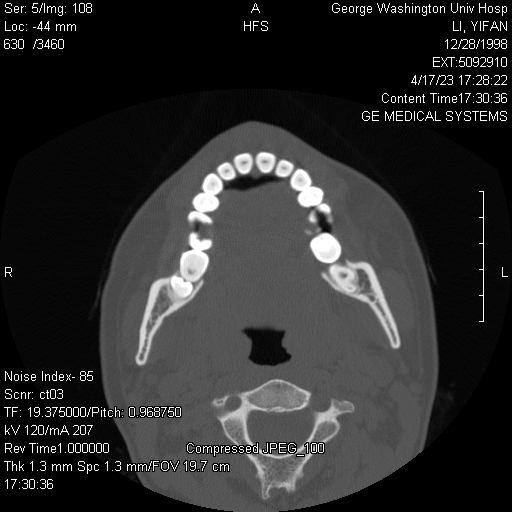 Ser: 5/Img: 108
Loc: -44 mm
630 /3460
A
HFS
George Washington Univ Hosp
LI, YIFAN
12/28/1998
EXT:5092910
4/17/23 17:28:22
Content Time17:30:36
GE MEDICAL SYSTEMS
R
L
Noise Index- 85
Scnr: ct03
TF: 19.375000/Pitch: 0.968750
kV 120/mA 207
Rev Time1.000000
Compressed JPEG_100
Thk 1.3 mm Spc 1.3 mm/FOV 19.7 cm
17:30:36